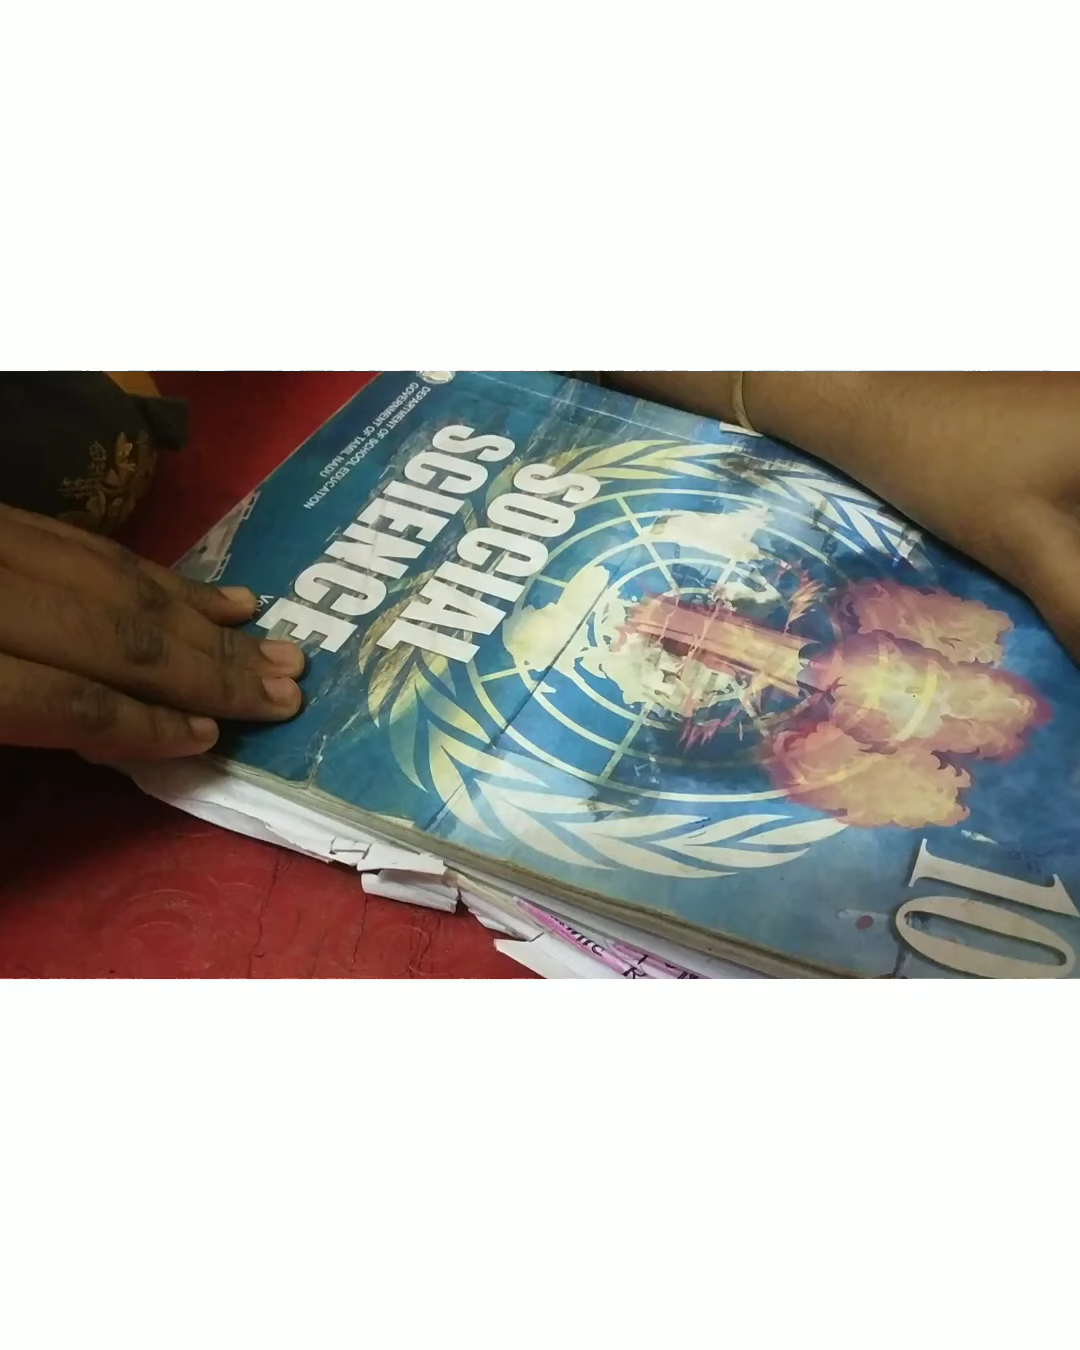 DEPARTMENT OF SCHOOL EDUCATION
GOVERNMENT OF TAMIL NADU
SOCIAL
SCIENCE
10